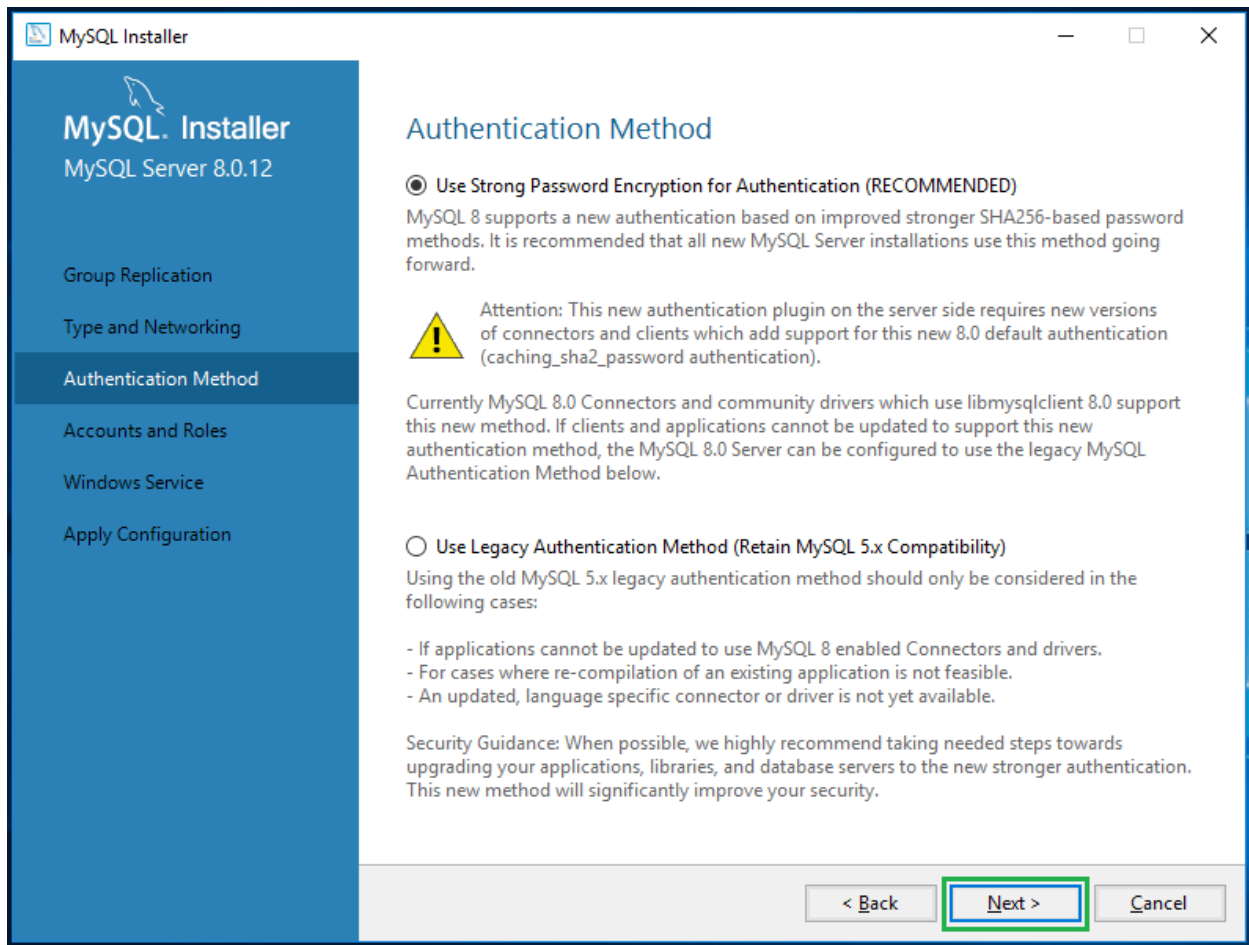 MySQL Installer
MySQL. Installer
MySQL Server 8.0.12
Group Replication
Type and Networking
Authentication Method
Accounts and Roles
Windows Service
Apply Configuration
Authentication Method
Use Strong Password Encryption for Authentication (RECOMMENDED)
MySQL 8 supports a new authentication based on improved stronger SHA256-based password
methods. It is recommended that all new MySQL Server installations use this method going
forward.
Attention: This new authentication plugin on the server side requires new versions
of connectors and clients which add support for this new 8.0 default authentication
(caching_sha2_password authentication).
Currently MySQL 8.0 Connectors and community drivers which use libmysqlclient 8.0 support
this new method. If clients and applications cannot be updated to support this new
authentication method, the MySQL 8.0 Server can be configured to use the legacy MySQL
Authentication Method below.
Use Legacy Authentication Method (Retain MySQL 5.x Compatibility)
Using the old MySQL 5.x legacy authentication method should only be considered in the
following cases:
- If applications cannot be updated to use MySQL 8 enabled Connectors and drivers.
- For cases where re-compilation of an existing application is not feasible.
- An updated, language specific connector or driver is not yet available.
Security Guidance: When possible, we highly recommend taking needed steps towards
upgrading your applications, libraries, and database servers to the new stronger authentication.
This new method will significantly improve your security.
< Back
Next >
Cancel